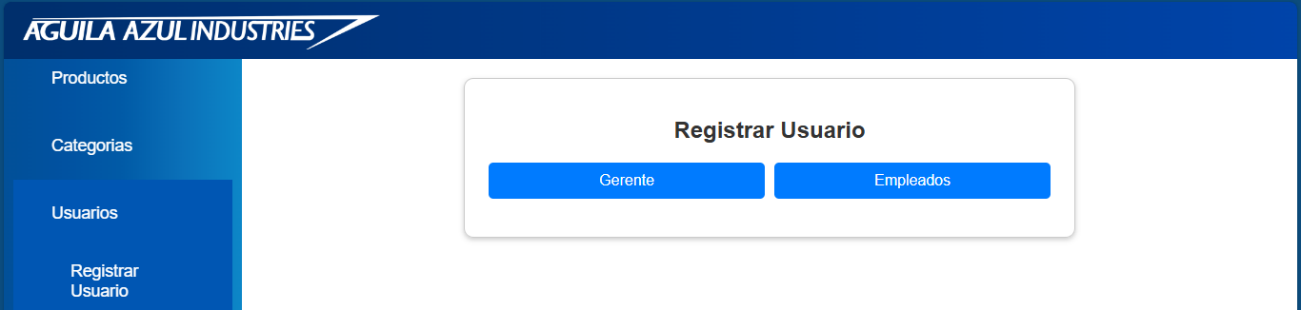 AGUILA AZUL INDUSTRIES
Productos
Categorias
Usuarios
Registrar
Usuario
Registrar Usuario
Gerente Empleados